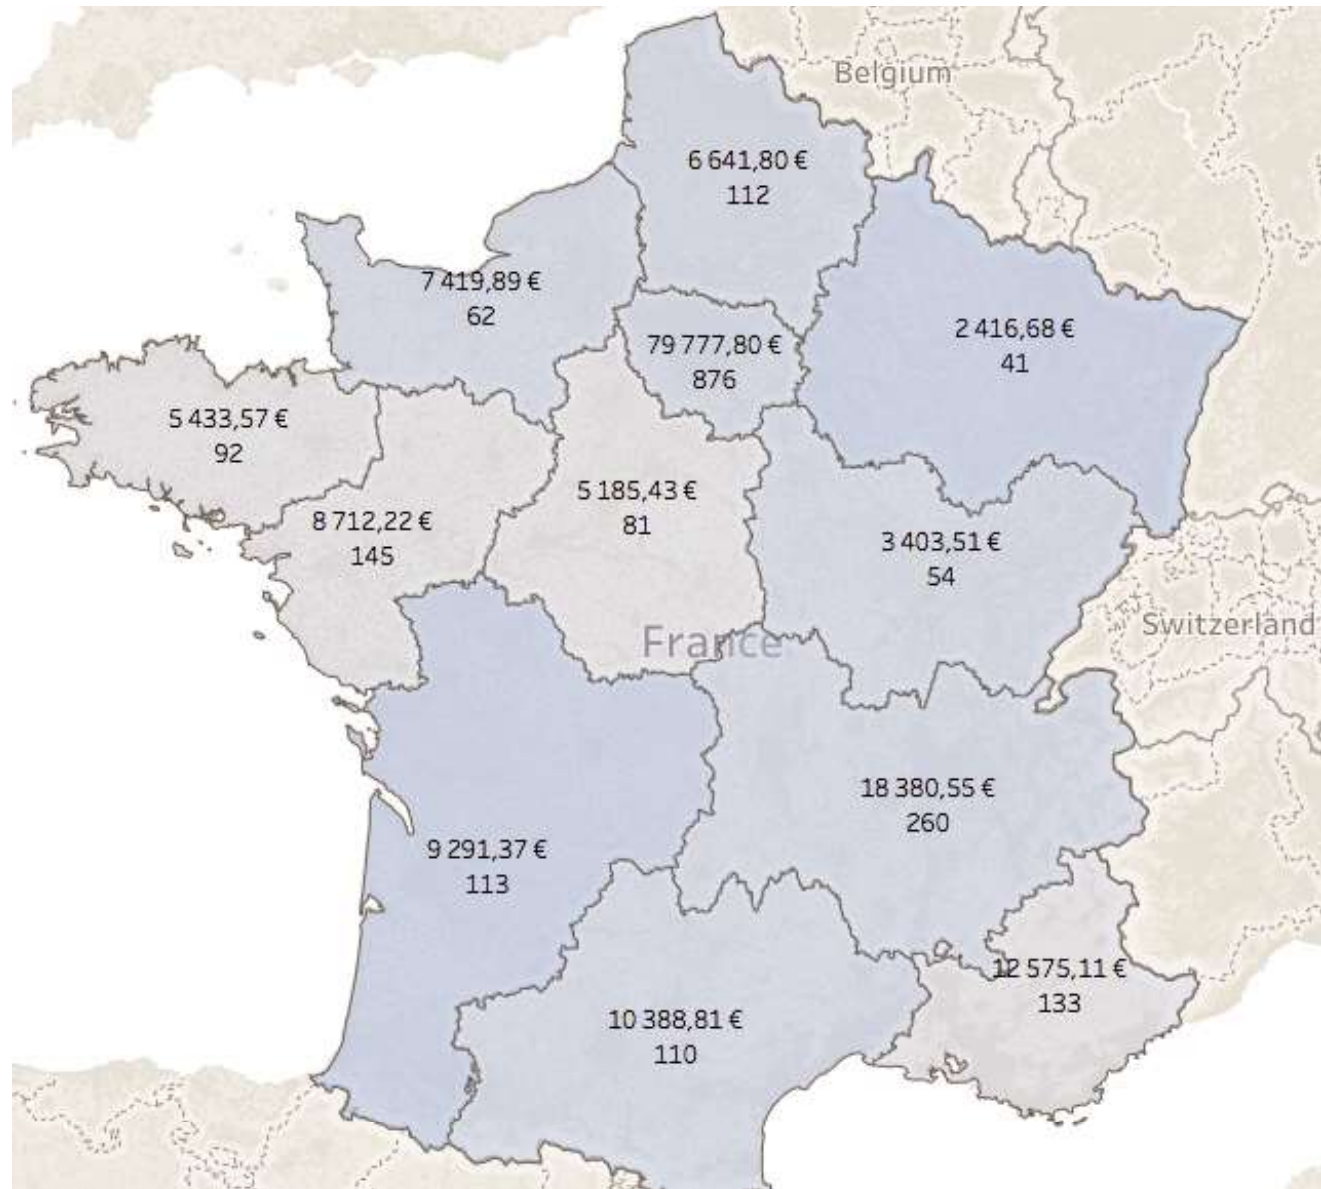 Belgium
6 641,80 €
112
7 419,89 €
62
79 777,80 €
876
2 416,68 €
41
5 433,57 €
92
8 712,22 €
145
5 185,43 €
81
3 403,51 €
54
France
Switzerland
18 380,55 €
260
9 291,37 €
113
12 575,11 €
133
10 388,81 €
110